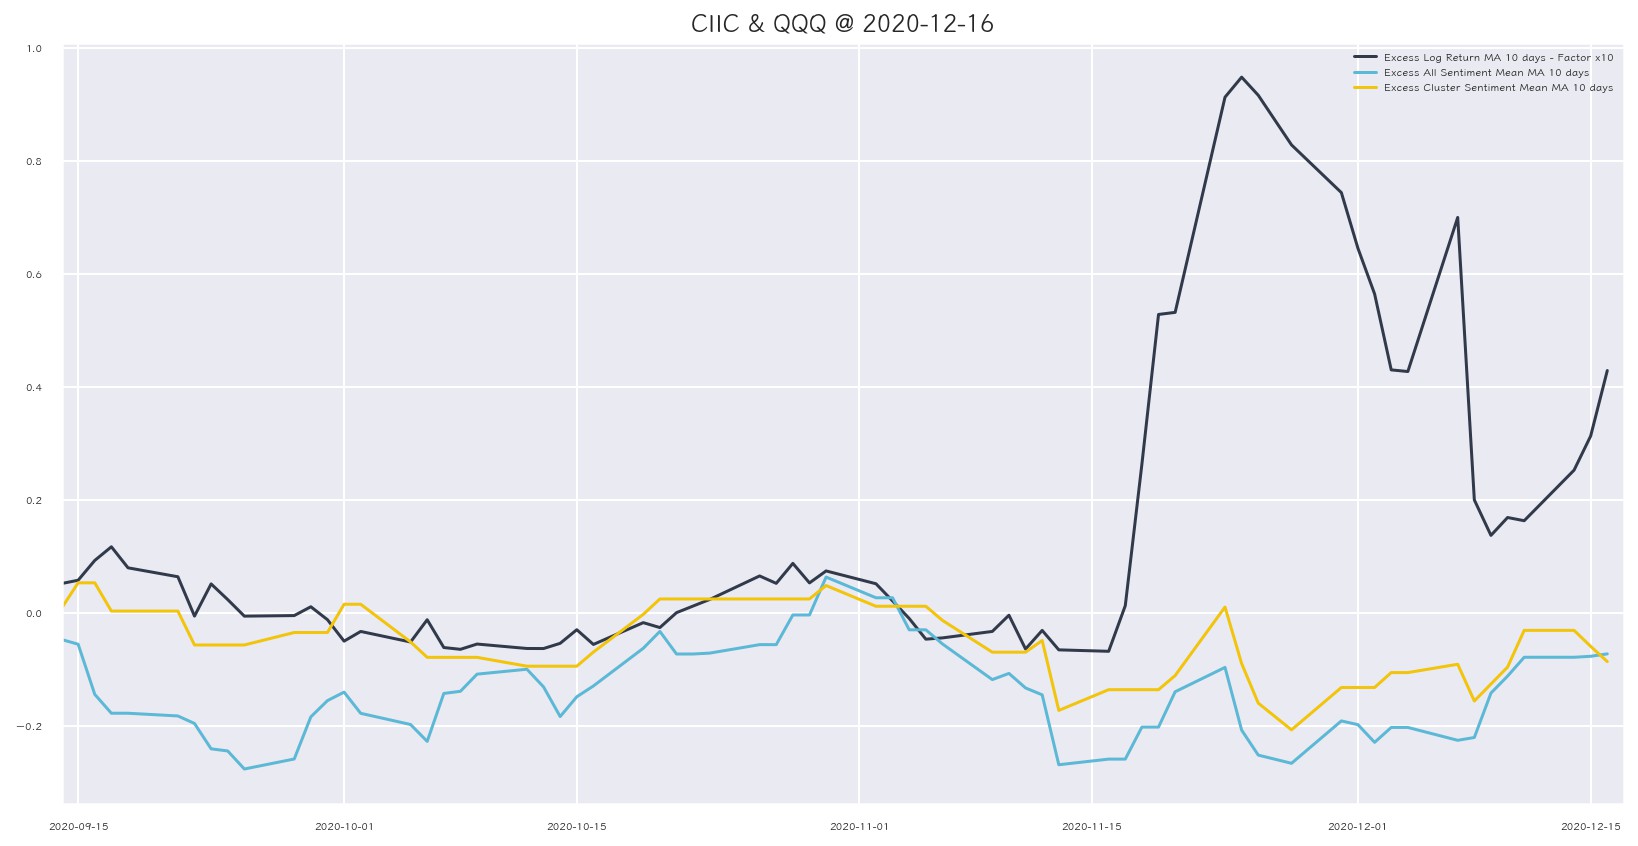 CIIC & QQQ @ 2020-12-16
Excess Log Return MA 10 days - Factor x10
Excess All Sentiment Mean MA 10 days
Excess Cluster Sentiment Mean MA 10 days
1.0
0.8
0.6
0.4
0.2
0.0
−0.2
2020-09-15 2020-10-01 2020-10-15 2020-11-01 2020-11-15 2020-12-01 2020-12-15